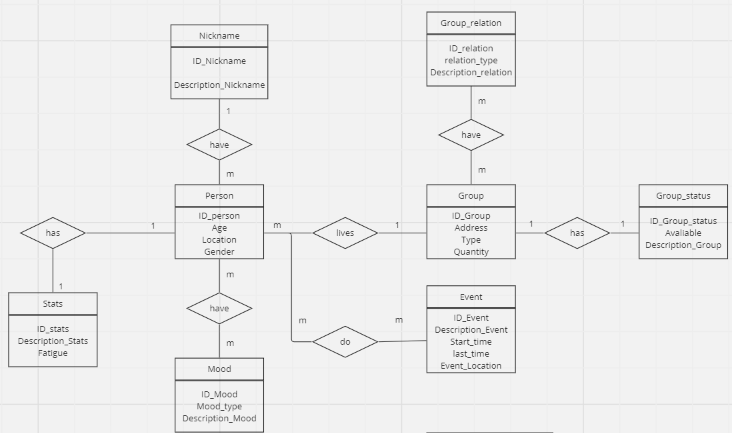 Nickname
ID_Nickname
Description_Nickname
1
have
m
Group_relation
ID_relation
relation_type
Description_relation
m
have
m
Person
ID_person
Age
Location
Gender
m
lives
1
Group
ID_Group
Address
Type
Quantity
1
has
1
Group_status
ID_Group_status
Avaliable
Description_Group
has
1
1
Stats
ID_stats
Description_Stats
Fatigue
m
have
m
Mood
ID_Mood
Mood_type
Description_Mood
m
do
m
Event
ID_Event
Description_Event
Start_time
last_time
Event_Location